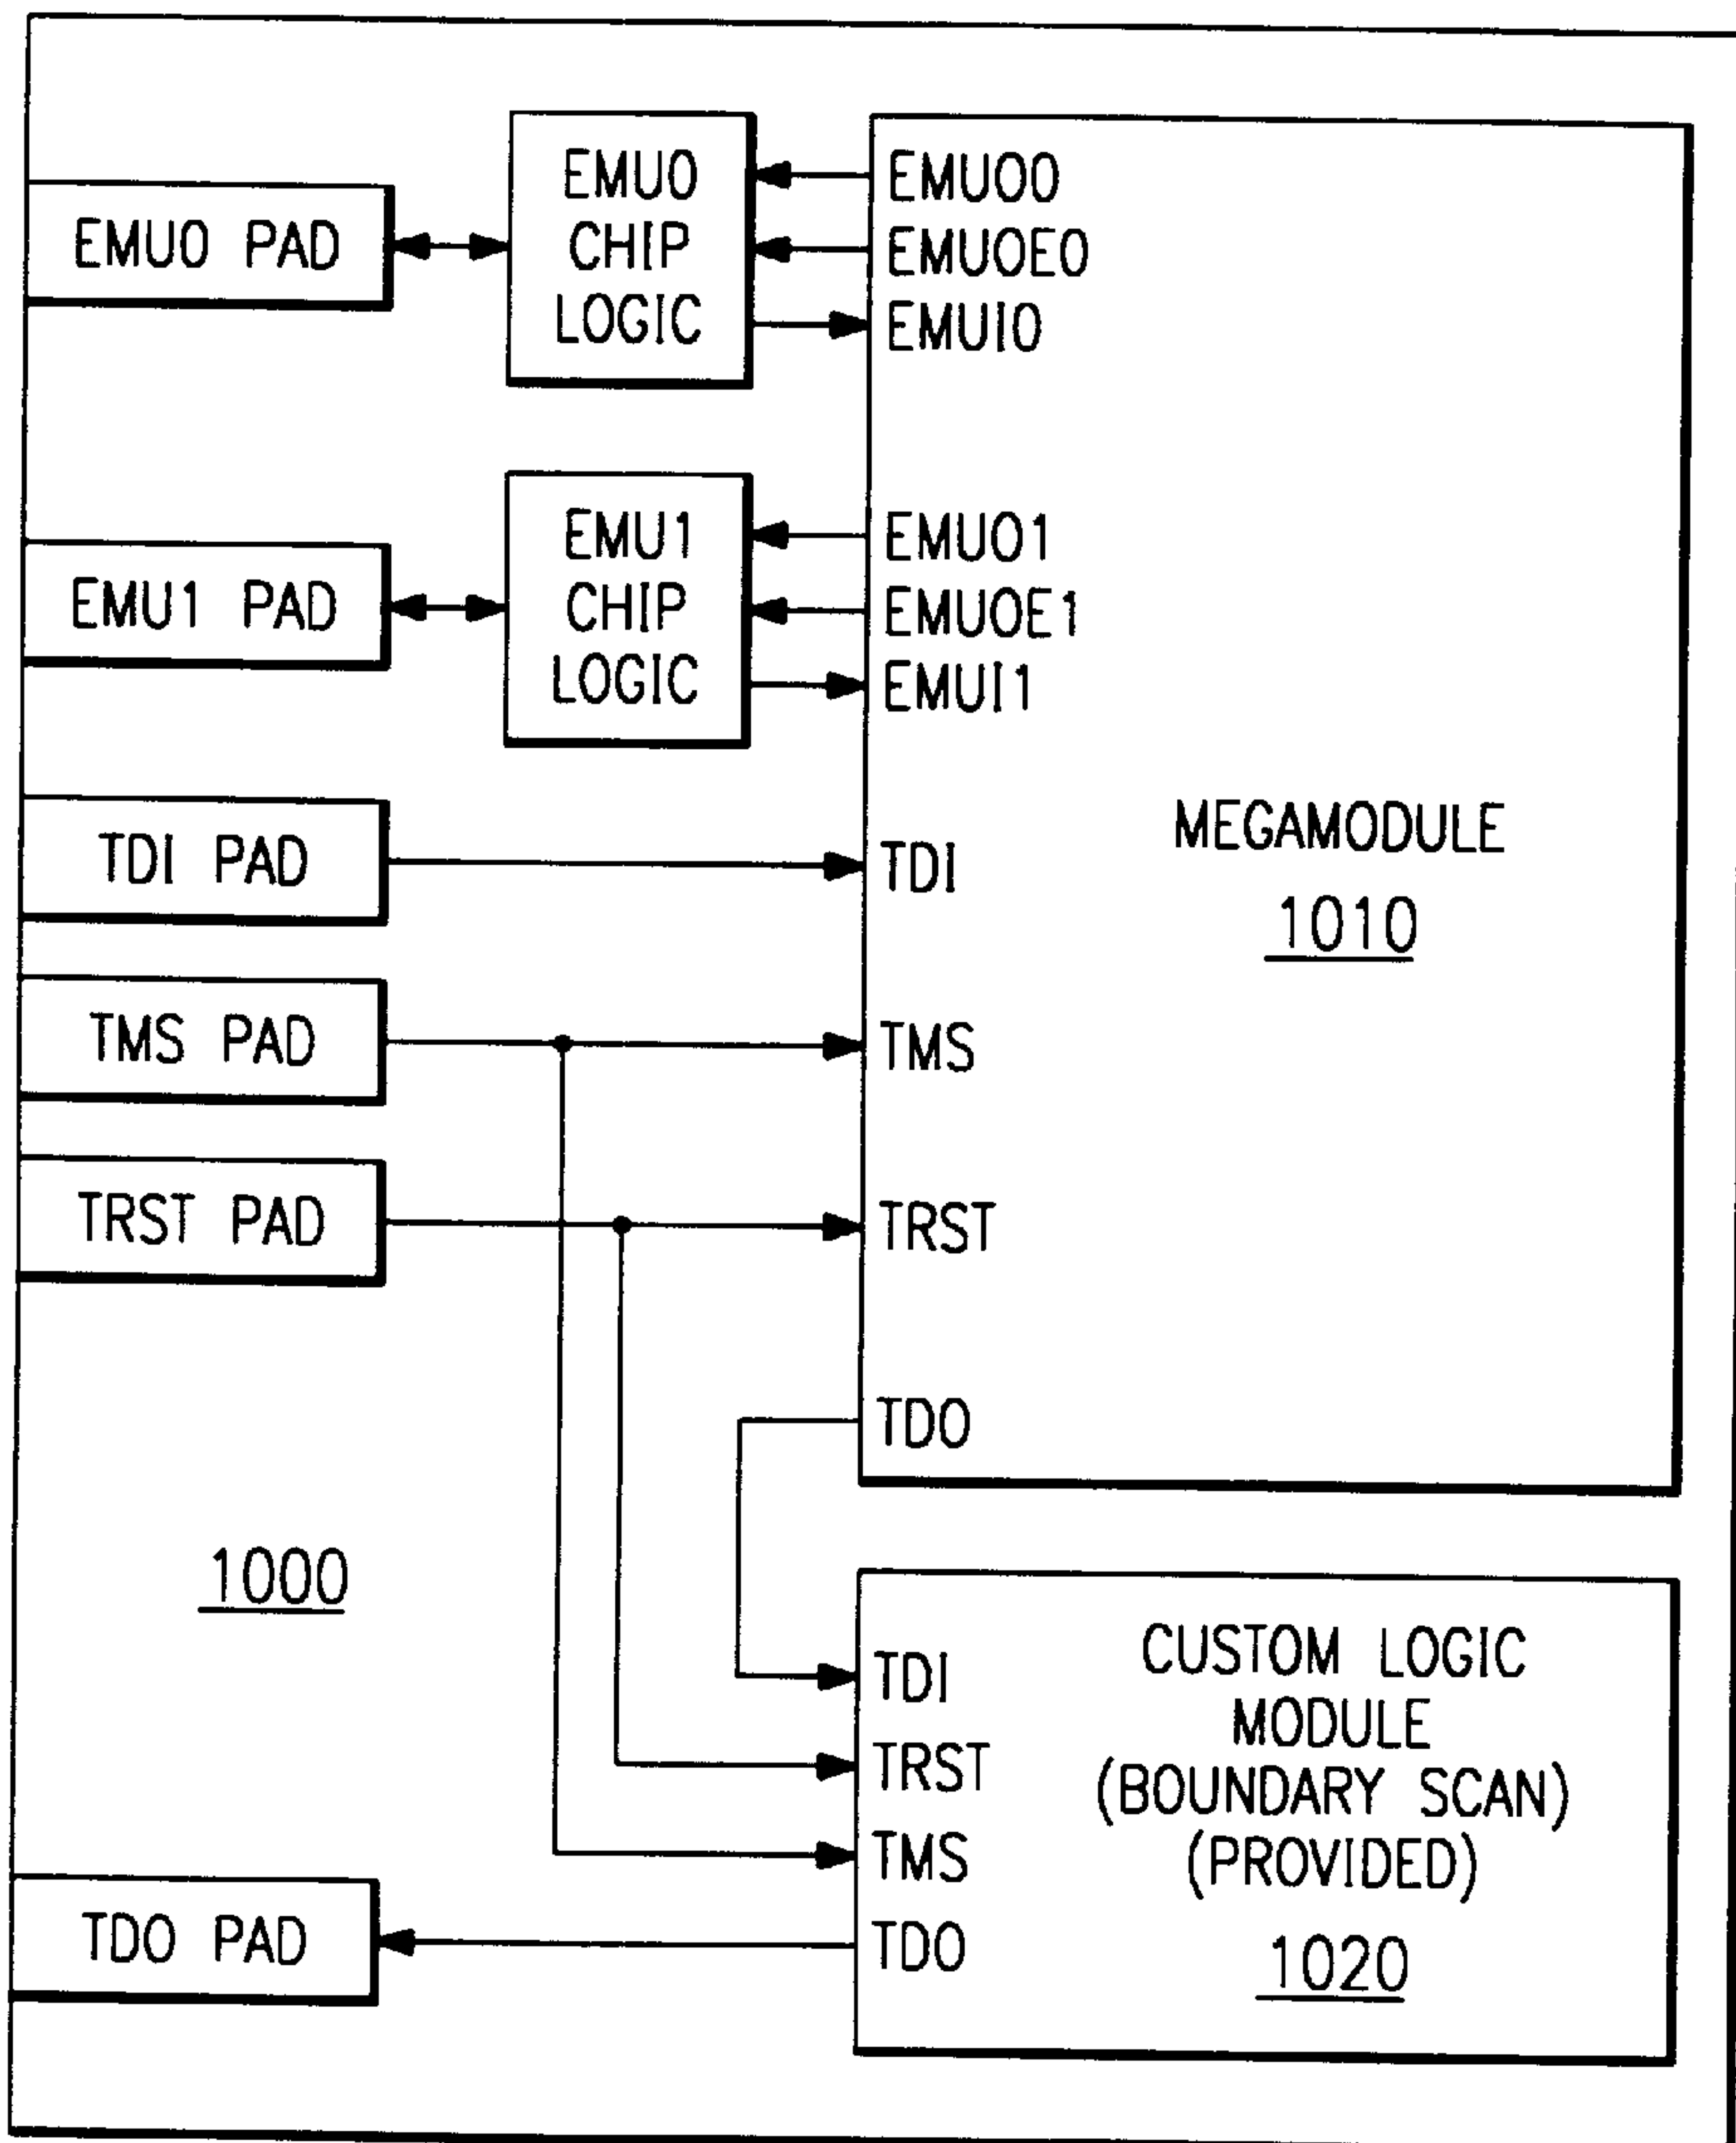 EMU0 PAD
EMU0
CHIP
LOGIC
EMUO0
EMUOE0
EMUI0
EMU1 PAD
EMU1
CHIP
LOGIC
EMUO1
EMUOE1
EMUI1
TDI PAD
TDI
MEGAMODULE
1010
TMS PAD
TMS
TRST PAD
TRST
TDO
1000
TDI
TRST
TMS
TDO
CUSTOM LOGIC
MODULE
(BOUNDARY SCAN)
(PROVIDED)
1020
TDO PAD